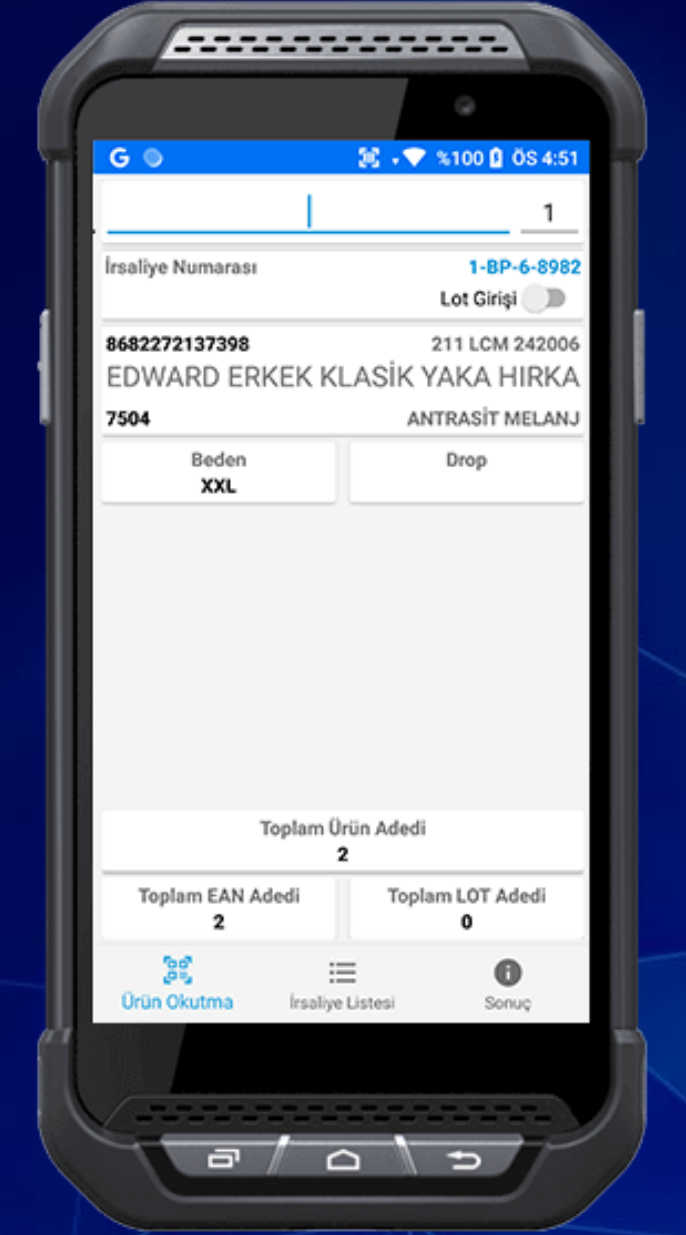 G %100 ÖS 4:51
1
İrsaliye Numarası 1-BP-6-8982
Lot Girişi
8682272137398 211 LCM 242006
EDWARD ERKEK KLASİK YAKA HIRKA
7504 ANTRASİT MELANJ
Beden Drop
XXL
Toplam Ürün Adedi
2
Toplam EAN Adedi Toplam LOT Adedi
2 0
Ürün Okutma İrsaliye Listesi Sonuç